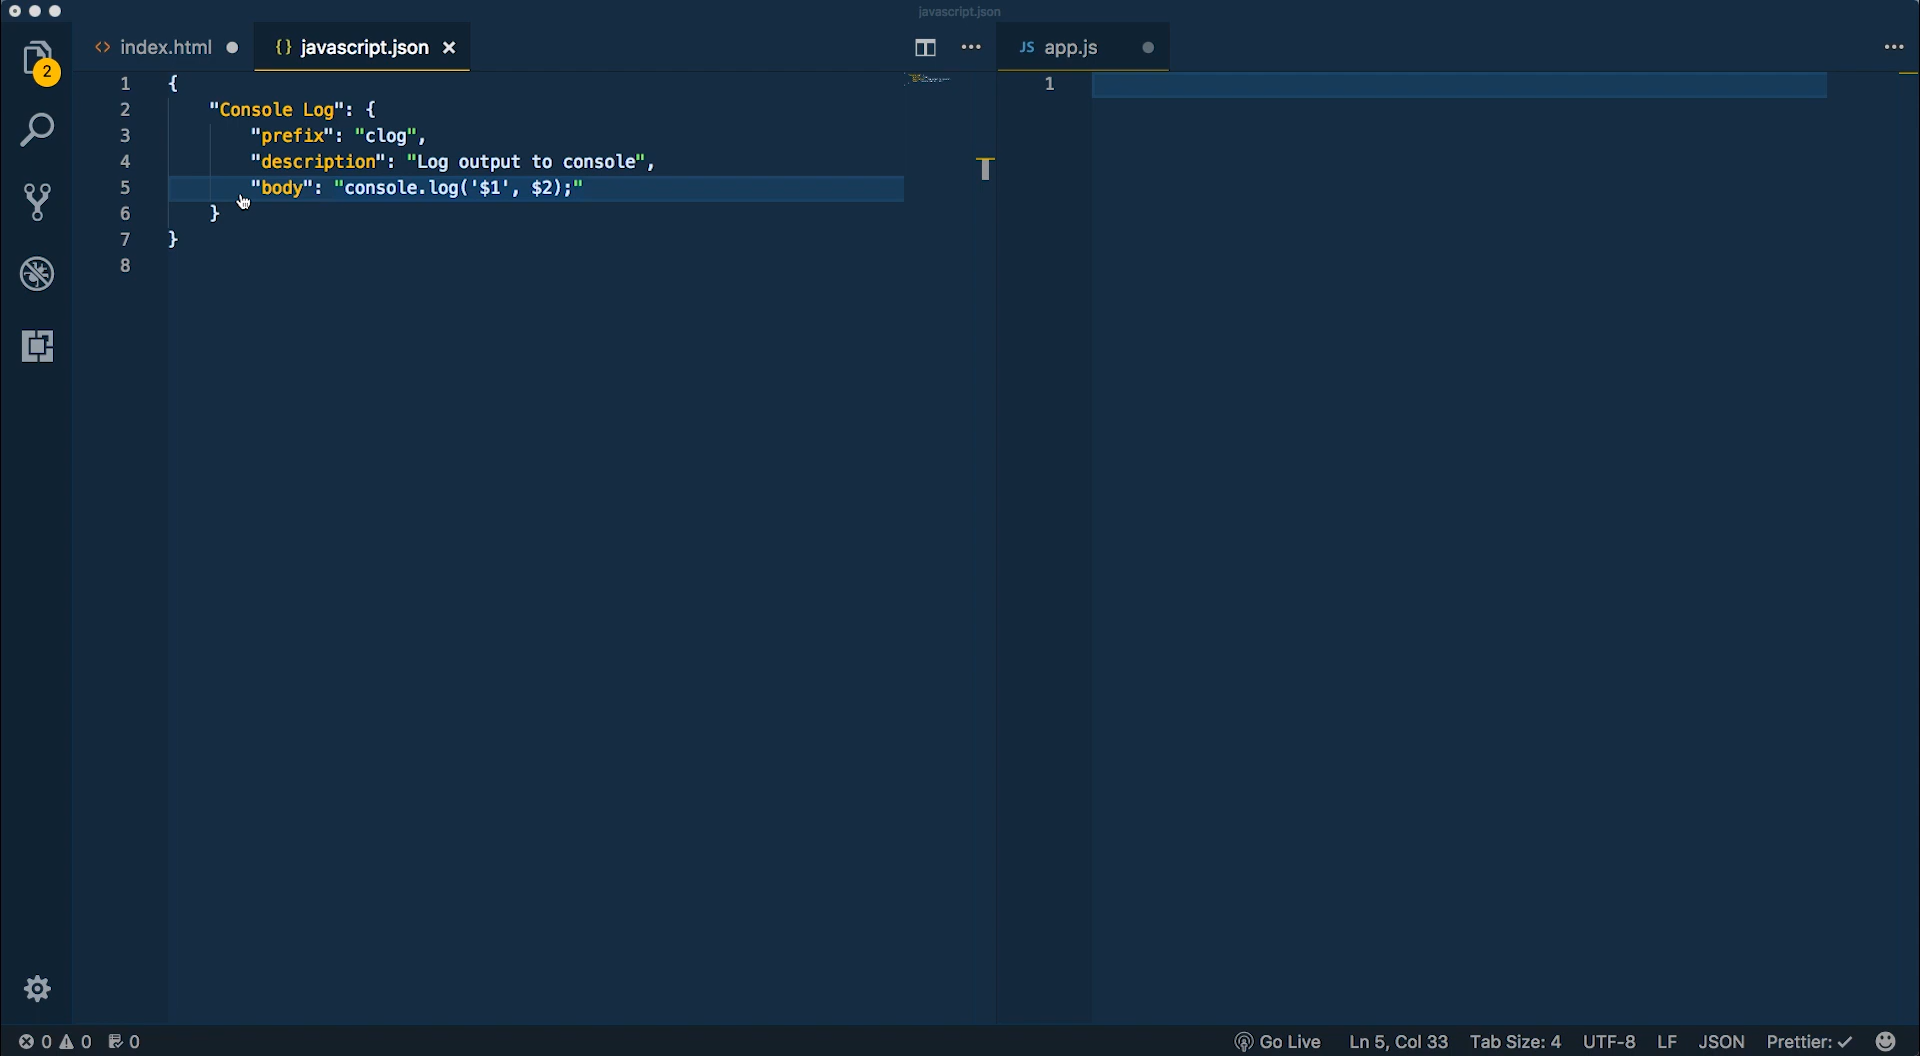 javascript.json
2
<> index.html
{} javascript.json
JS app.js
1 {
2 "Console Log": {
3 "prefix": "clog",
4 "description": "Log output to console",
5 "body": "console.log('$1', $2);"
6 }
7 }
8
1
0 0 0
Go Live Ln 5, Col 33 Tab Size: 4 UTF-8 LF JSON Prettier: ✓